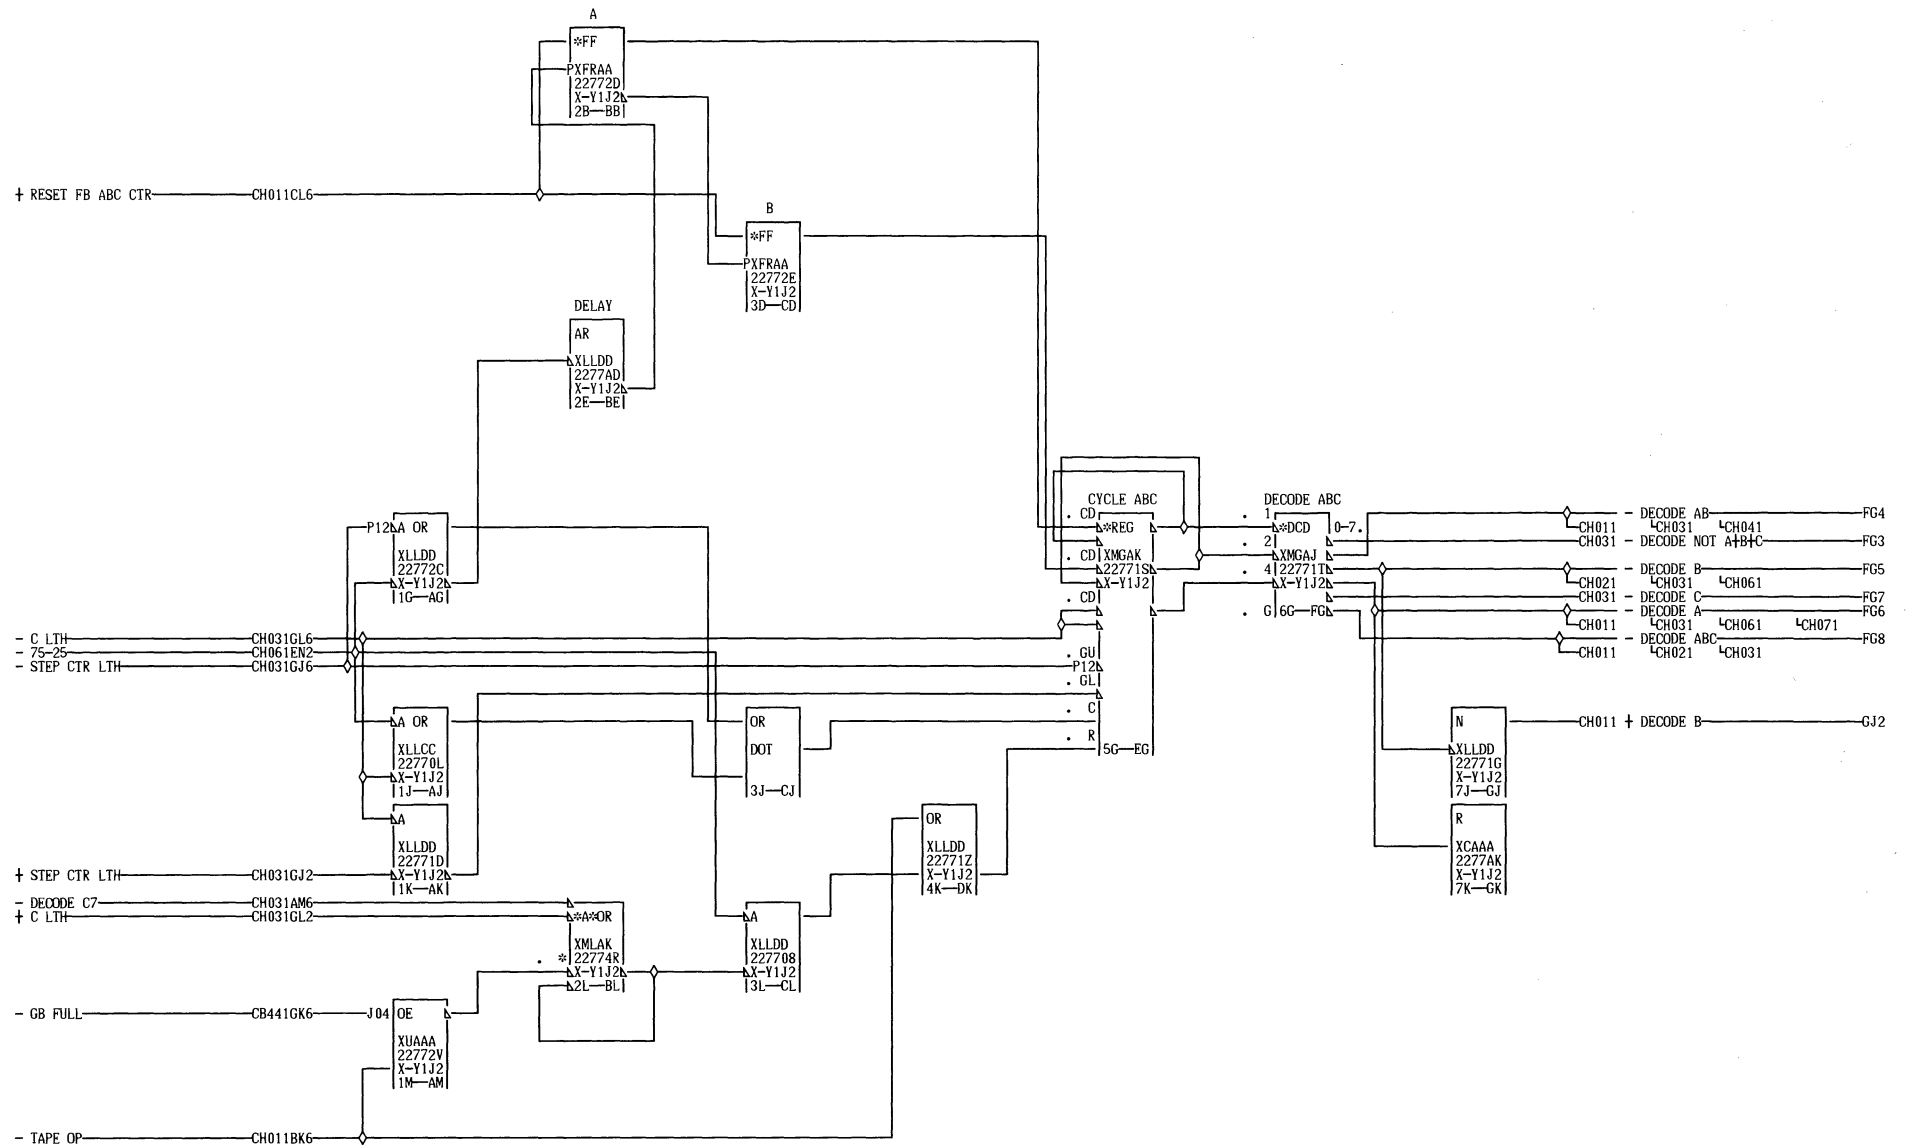 A
*FF
PXFRAA
22772D
X-Y1J2
2B—BB
+ RESET FB ABC CTR CH011CL6
B
*FF
PXFRAA
22772E
X-Y1J2
3D—CD
DELAY
AR
XLLDD
2277AD
X-Y1J2
2E—BE
P12 A OR
XLLDD
22772C
X-Y1J2
1G—AG
- C LTH CH031GL6
- 75-25 CH061EN2
- STEP CTR LTH CH031GJ6
A OR
XLLCC
22770L
X-Y1J2
1J—AJ
A
XLLDD
22771D
+ STEP CTR LTH CH031GJ2 X-Y1J2
1K—AK
- DECODE C7 CH031AM6
+ C LTH CH031GL2 *A*OR
XMLAK
. * 22774R
X-Y1J2
2L—BL
- GB FULL CB441GK6 J04 OE
XUAAA
22772V
X-Y1J2
1M—AM
- TAPE OP CH011BK6
OR
DOT
3J—CJ
A
XLLDD
227708
X-Y1J2
3L—CL
OR
XLLDD
22771Z
X-Y1J2
4K—DK
CYCLE ABC
. CD
*REG
. CD XMGAK
22771S
X-Y1J2
. CD
. GU
P12
. GL
. C
. R
5G—EG
DECODE ABC
. 1
*DCD 0-7.
. 2
XMGAJ
. 4 22771T
X-Y1J2
. G 6G—FG
- DECODE AB FG4
CH011 CH031 CH041
CH031 - DECODE NOT A+B+C FG3
- DECODE B FG5
CH021 CH031 CH061
CH031 - DECODE C FG7
- DECODE A FG6
CH011 CH031 CH061 CH071
- DECODE ABC FG8
CH011 CH021 CH031
N CH011 + DECODE B GJ2
XLLDD
22771G
X-Y1J2
7J—GJ
R
XCAAA
2277AK
X-Y1J2
7K—GK